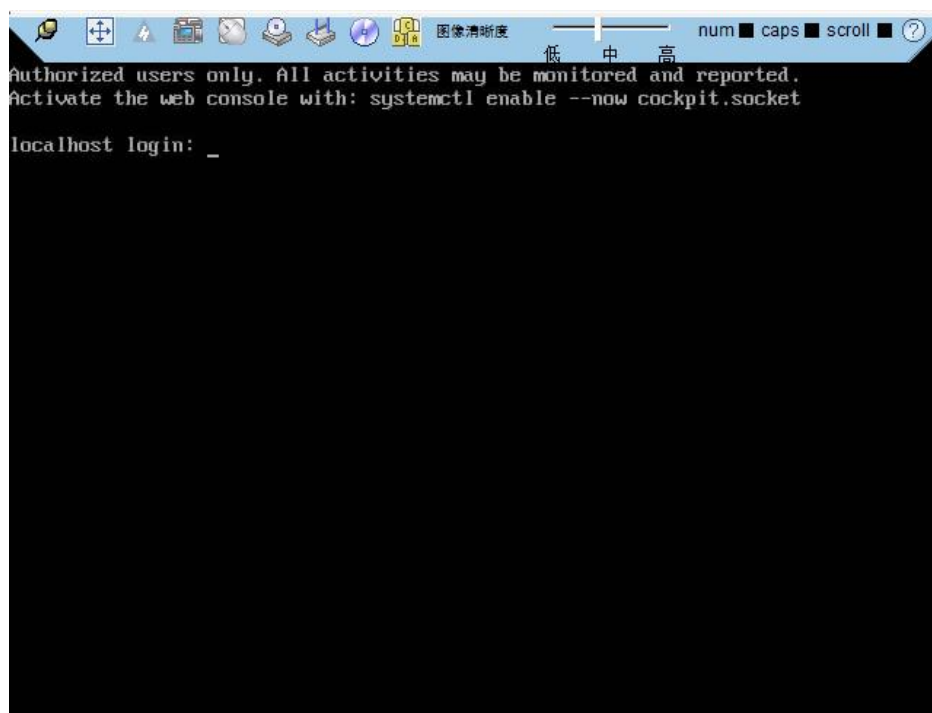 图像清晰度
低 中 高
num caps scroll ?
Authorized users only. All activities may be monitored and reported.
Activate the web console with: systemctl enable --now cockpit.socket
localhost login: _